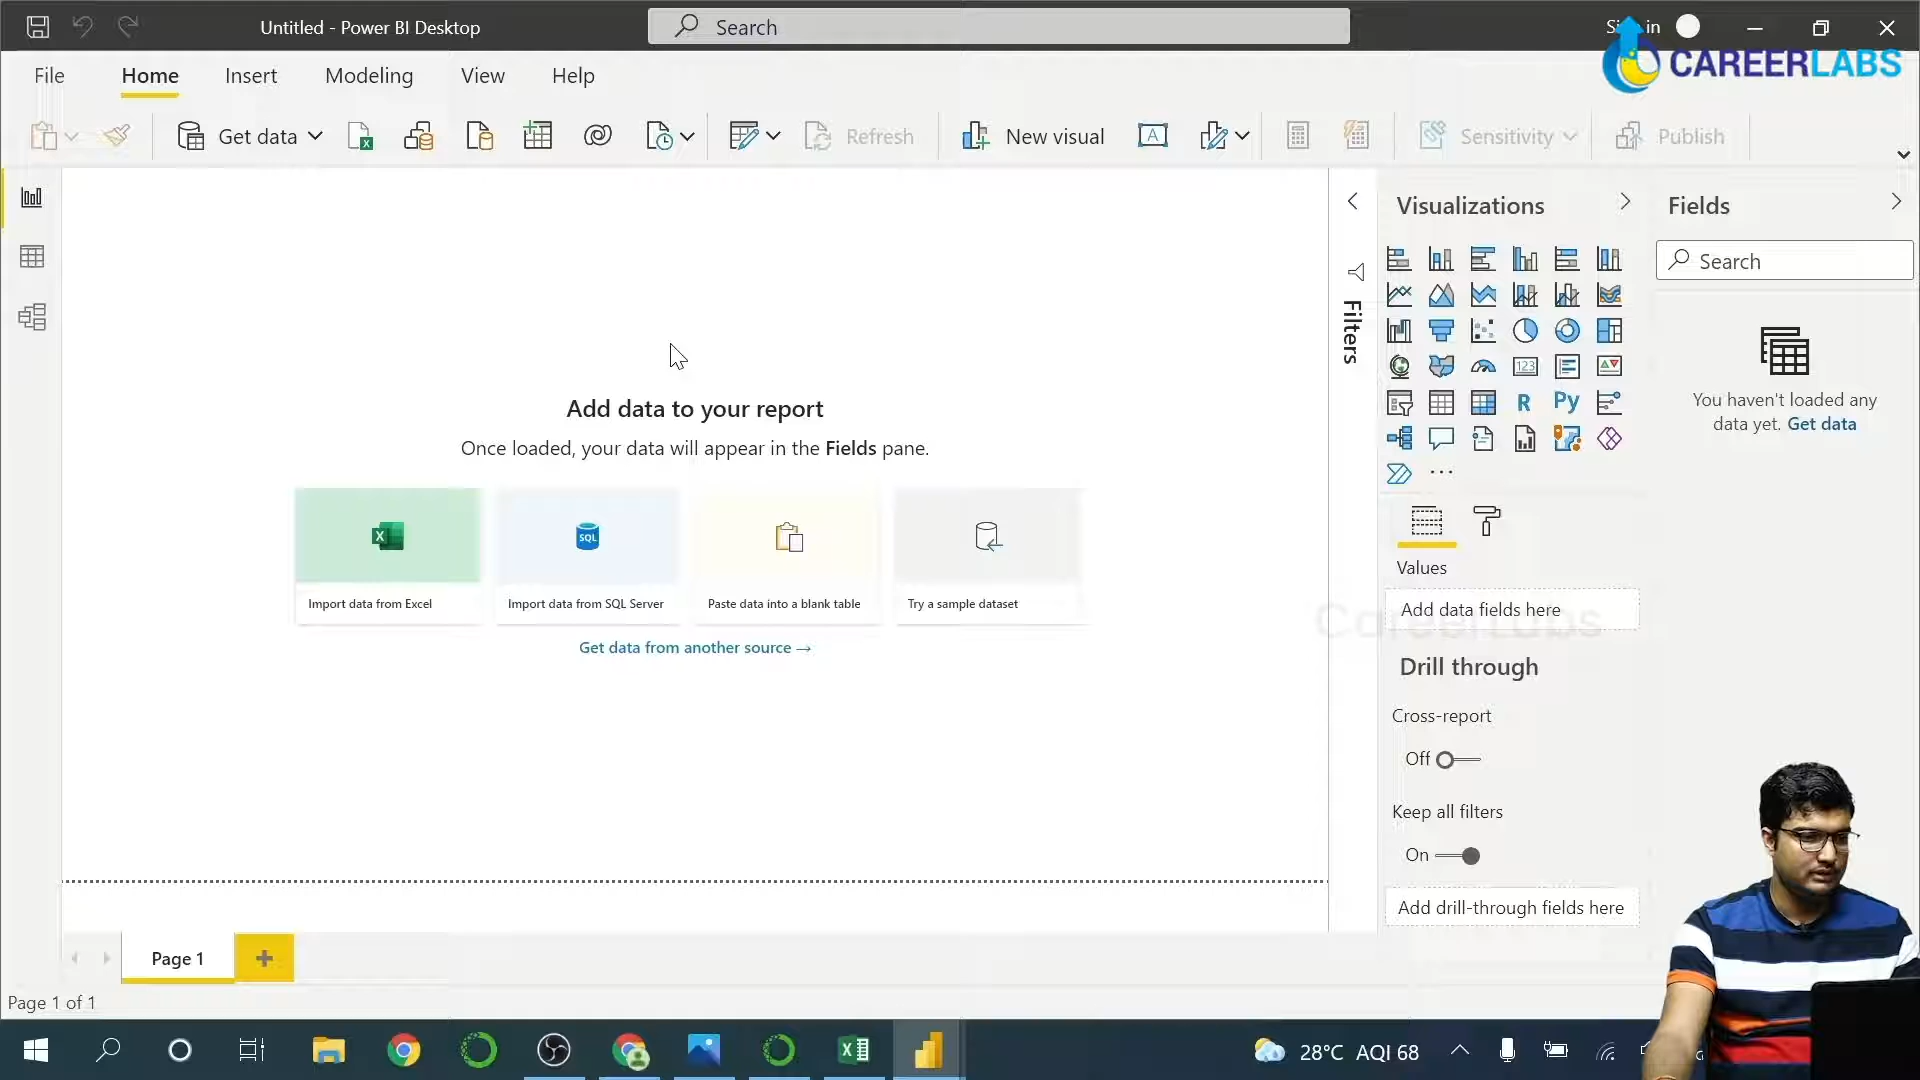 Untitled - Power BI Desktop
Search
CAREERLABS
File
Home
Insert
Modeling
View
Help
Get data
Refresh
New visual
A
Sensitivity
Publish
Filters
Visualizations
Fields
Search
123
R
Py
You haven't loaded any
data yet. Get data
Add data to your report
Once loaded, your data will appear in the Fields pane.
X
SQL
Import data from Excel
Import data from SQL Server
Paste data into a blank table
Try a sample dataset
Get data from another source →
Values
Add data fields here
CareerLabs
Drill through
Cross-report
Off
Keep all filters
On
Add drill-through fields here
Page 1
Page 1 of 1
28°C AQI 68